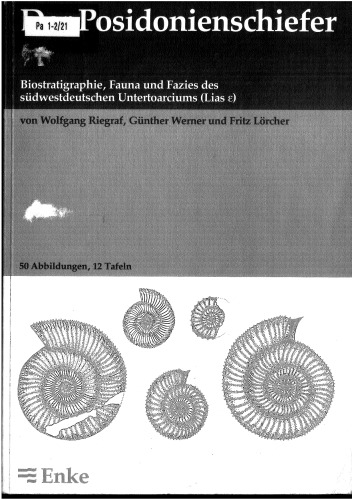 Der Posidonienschiefer
Pa 1-2/21
Biostratigraphie, Fauna und Fazies des
südwestdeutschen Untertoarciums (Lias ε)
von Wolfgang Riegraf, Günther Werner und Fritz Lörcher
50 Abbildungen, 12 Tafeln
Enke